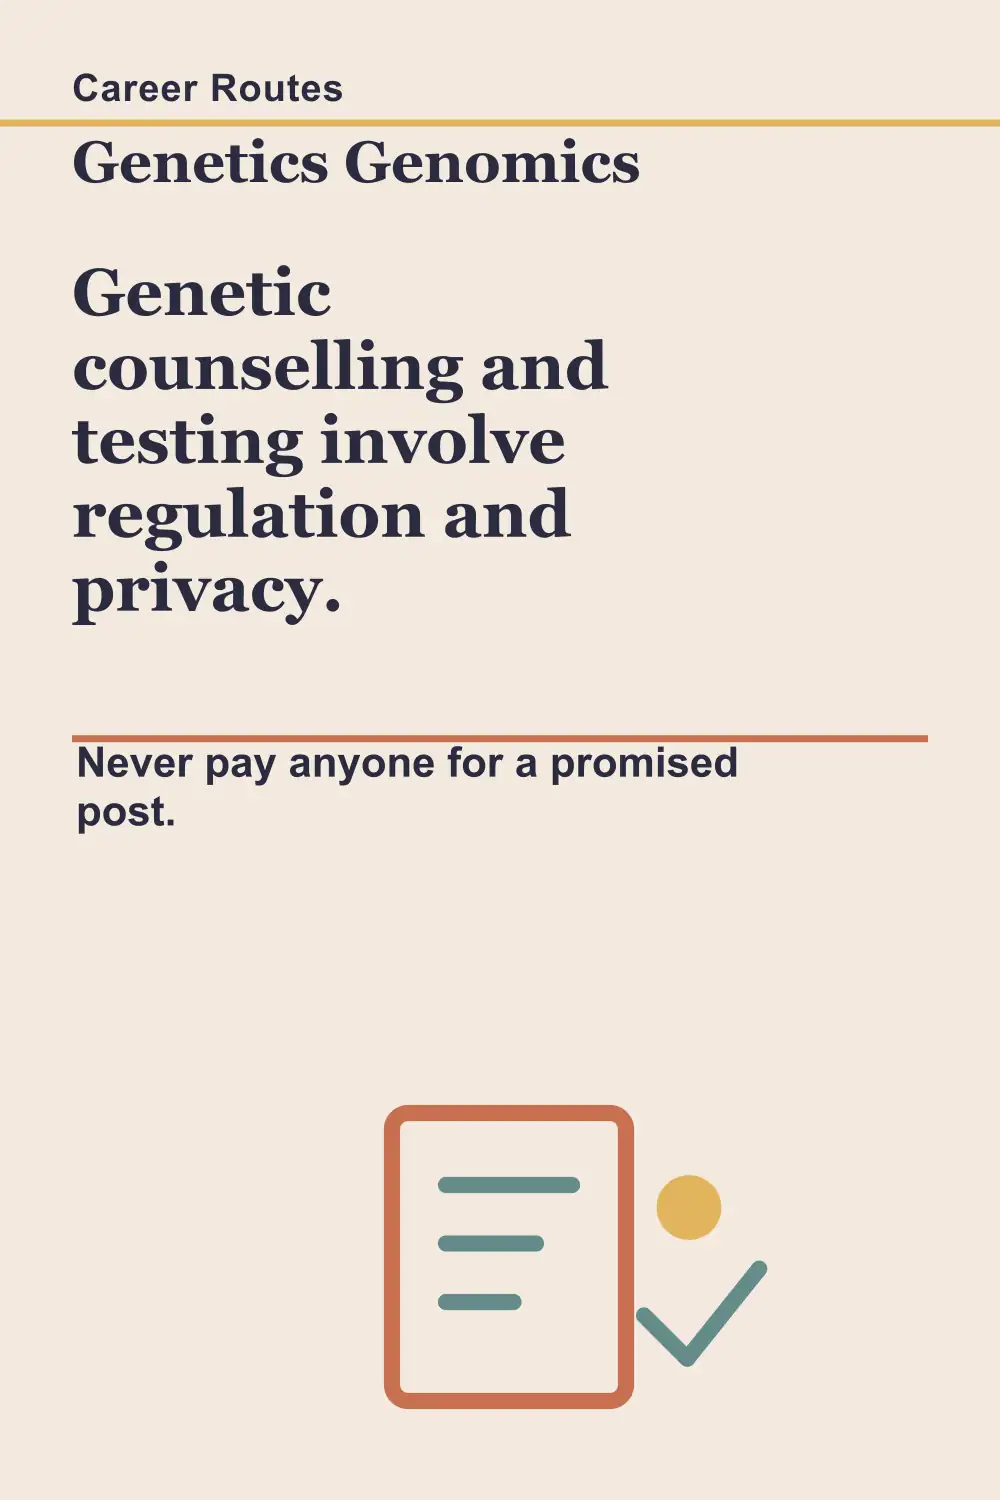 Career Routes
Genetics Genomics
Genetic
counselling and
testing involve
regulation and
privacy.
Never pay anyone for a promised
post.